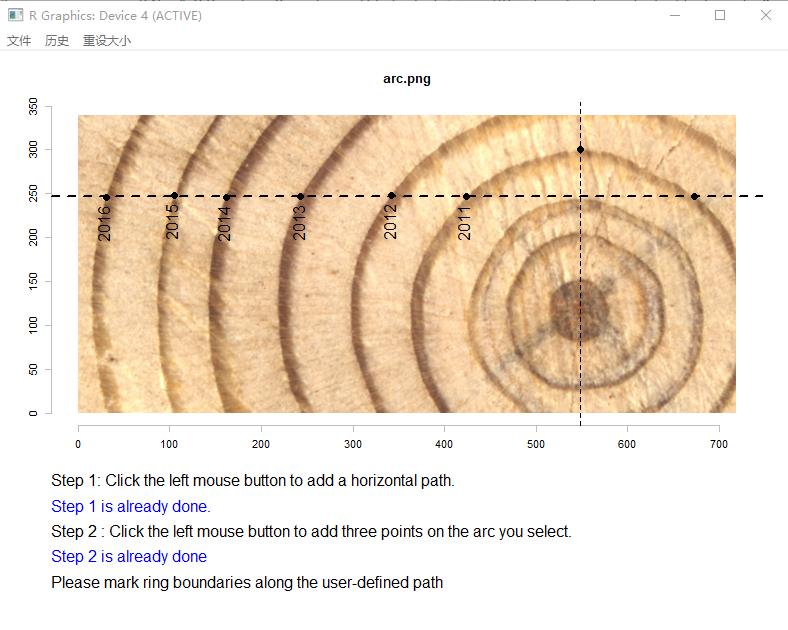 R Graphics: Device 4 (ACTIVE)
文件 历史 重设大小
arc.png
350
300
250
200
150
100
50
0
2016
2015
2014
2013
2012
2011
0 100 200 300 400 500 600 700
Step 1: Click the left mouse button to add a horizontal path.
Step 1 is already done.
Step 2 : Click the left mouse button to add three points on the arc you select.
Step 2 is already done
Please mark ring boundaries along the user-defined path